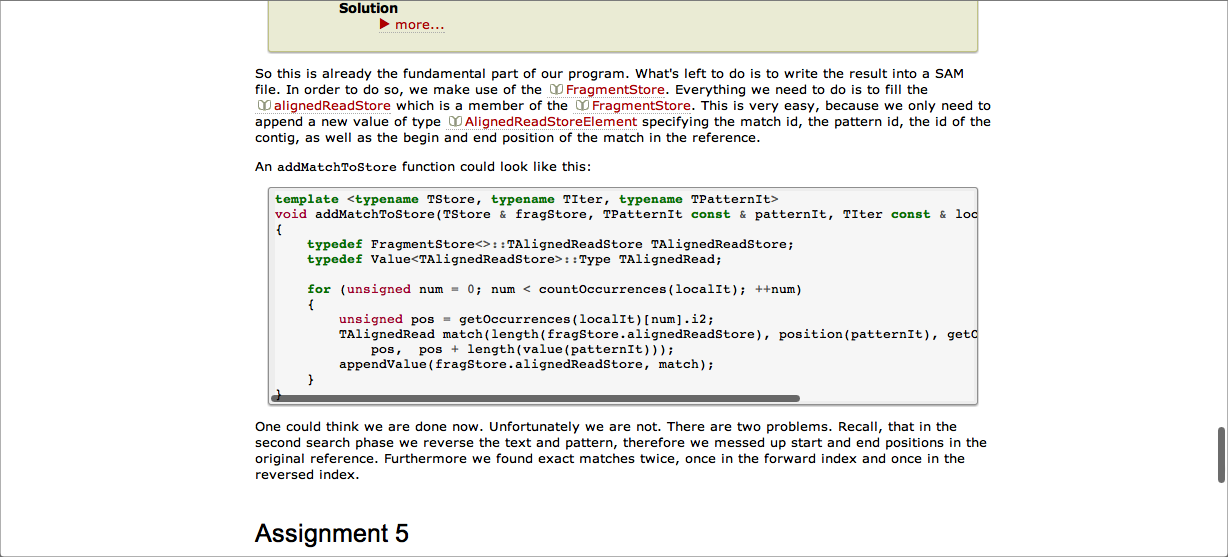 Solution
▶ more...
So this is already the fundamental part of our program. What's left to do is to write the result into a SAM
file. In order to do so, we make use of the FragmentStore. Everything we need to do is to fill the
alignedReadStore which is a member of the FragmentStore. This is very easy, because we only need to
append a new value of type AlignedReadStoreElement specifying the match id, the pattern id, the id of the
contig, as well as the begin and end position of the match in the reference.
An addMatchToStore function could look like this:
template <typename TStore, typename TIter, typename TPatternIt>
void addMatchToStore(TStore & fragStore, TPatternIt const & patternIt, TIter const & loc
{
    typedef FragmentStore<>::TAlignedReadStore TAlignedReadStore;
    typedef Value<TAlignedReadStore>::Type TAlignedRead;
    for (unsigned num = 0; num < countOccurrences(localIt); ++num)
    {
        unsigned pos = getOccurrences(localIt)[num].i2;
        TAlignedRead match(length(fragStore.alignedReadStore), position(patternIt), getO
            pos,  pos + length(value(patternIt)));
        appendValue(fragStore.alignedReadStore, match);
    }
}
One could think we are done now. Unfortunately we are not. There are two problems. Recall, that in the
second search phase we reverse the text and pattern, therefore we messed up start and end positions in the
original reference. Furthermore we found exact matches twice, once in the forward index and once in the
reversed index.
Assignment 5